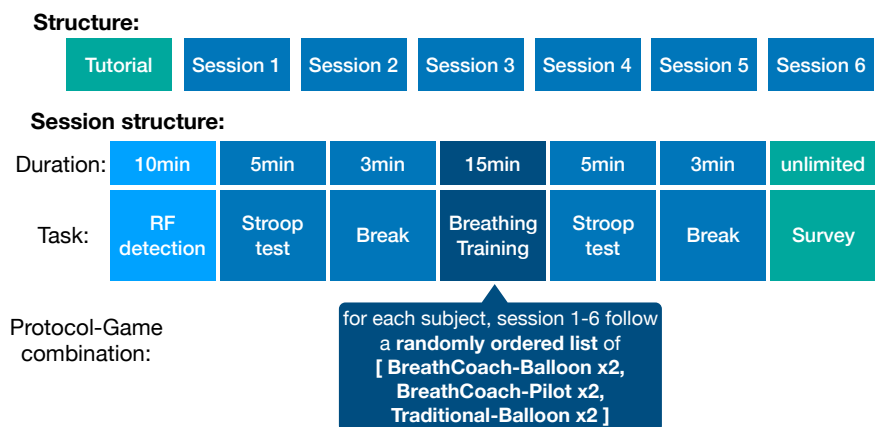 Structure:
Tutorial Session 1 Session 2 Session 3 Session 4 Session 5 Session 6
Session structure:
Duration: 10min 5min 3min 15min 5min 3min unlimited
Task: RF detection Stroop test Break Breathing Training Stroop test Break Survey
Protocol-Game
combination:
for each subject, session 1-6 follow
a randomly ordered list of
[ BreathCoach-Balloon x2,
BreathCoach-Pilot x2,
Traditional-Balloon x2 ]